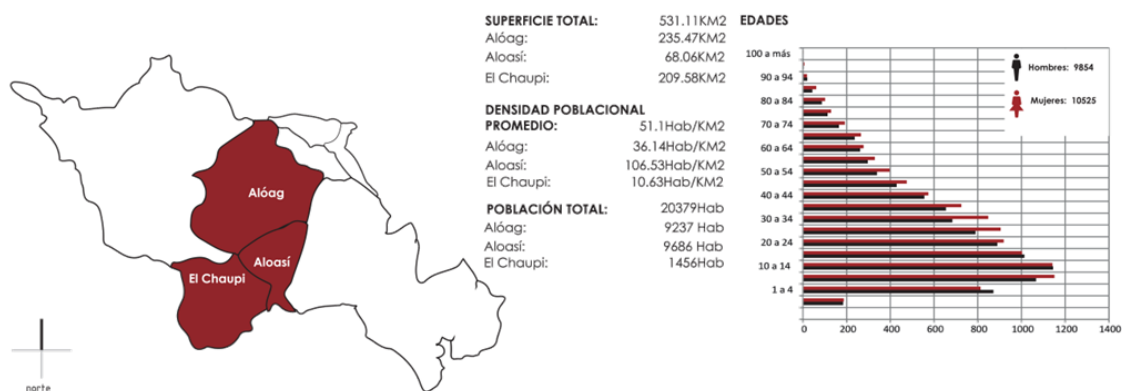 Alóag
Aloasí
El Chaupi
norte
SUPERFICIE TOTAL: 531.11KM2
Alóag: 235.47KM2
Aloasí: 68.06KM2
El Chaupi: 209.58KM2
DENSIDAD POBLACIONAL
PROMEDIO: 51.1Hab/KM2
Alóag: 36.14Hab/KM2
Aloasí: 106.53Hab/KM2
El Chaupi: 10.63Hab/KM2
POBLACIÓN TOTAL: 20379Hab
Alóag: 9237 Hab
Aloasí: 9686 Hab
El Chaupi: 1456Hab
EDADES
100 a más
90 a 94
80 a 84
70 a 74
60 a 64
50 a 54
40 a 44
30 a 34
20 a 24
10 a 14
1 a 4
0 200 400 600 800 1000 1200 1400
Hombres: 9854
Mujeres: 10525